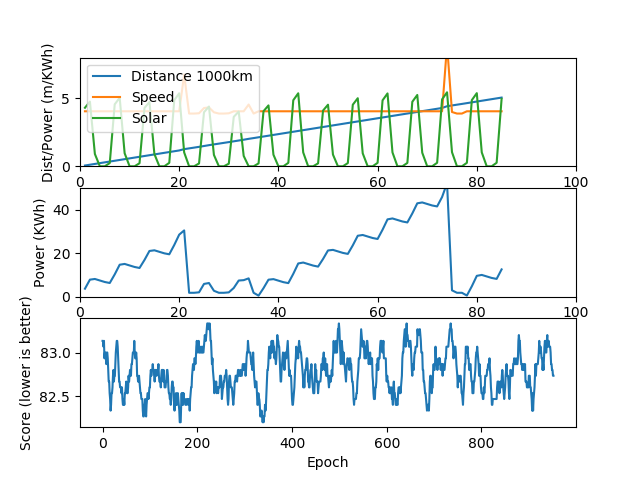 Dist/Power (m/KWh)
5
0
Distance 1000km
Speed
Solar
0 20 40 60 80 100
Power (KWh)
40
20
0
0 20 40 60 80 100
Score (lower is better)
83.0
82.5
0 200 400 600 800
Epoch